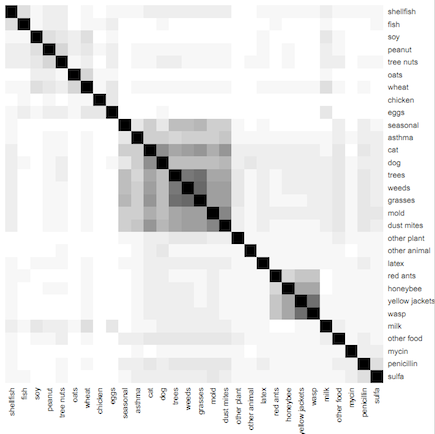 shellfish
fish
soy
peanut
tree nuts
oats
wheat
chicken
eggs
seasonal
asthma
cat
dog
trees
weeds
grasses
mold
dust mites
other plant
other animal
latex
red ants
honeybee
yellow jackets
wasp
milk
other food
mycin
penicillin
sulfa
shellfish
fish
soy
peanut
tree nuts
oats
wheat
chicken
eggs
seasonal
asthma
cat
dog
trees
weeds
grasses
mold
dust mites
other plant
other animal
latex
red ants
honeybee
yellow jackets
wasp
milk
other food
mycin
penicillin
sulfa